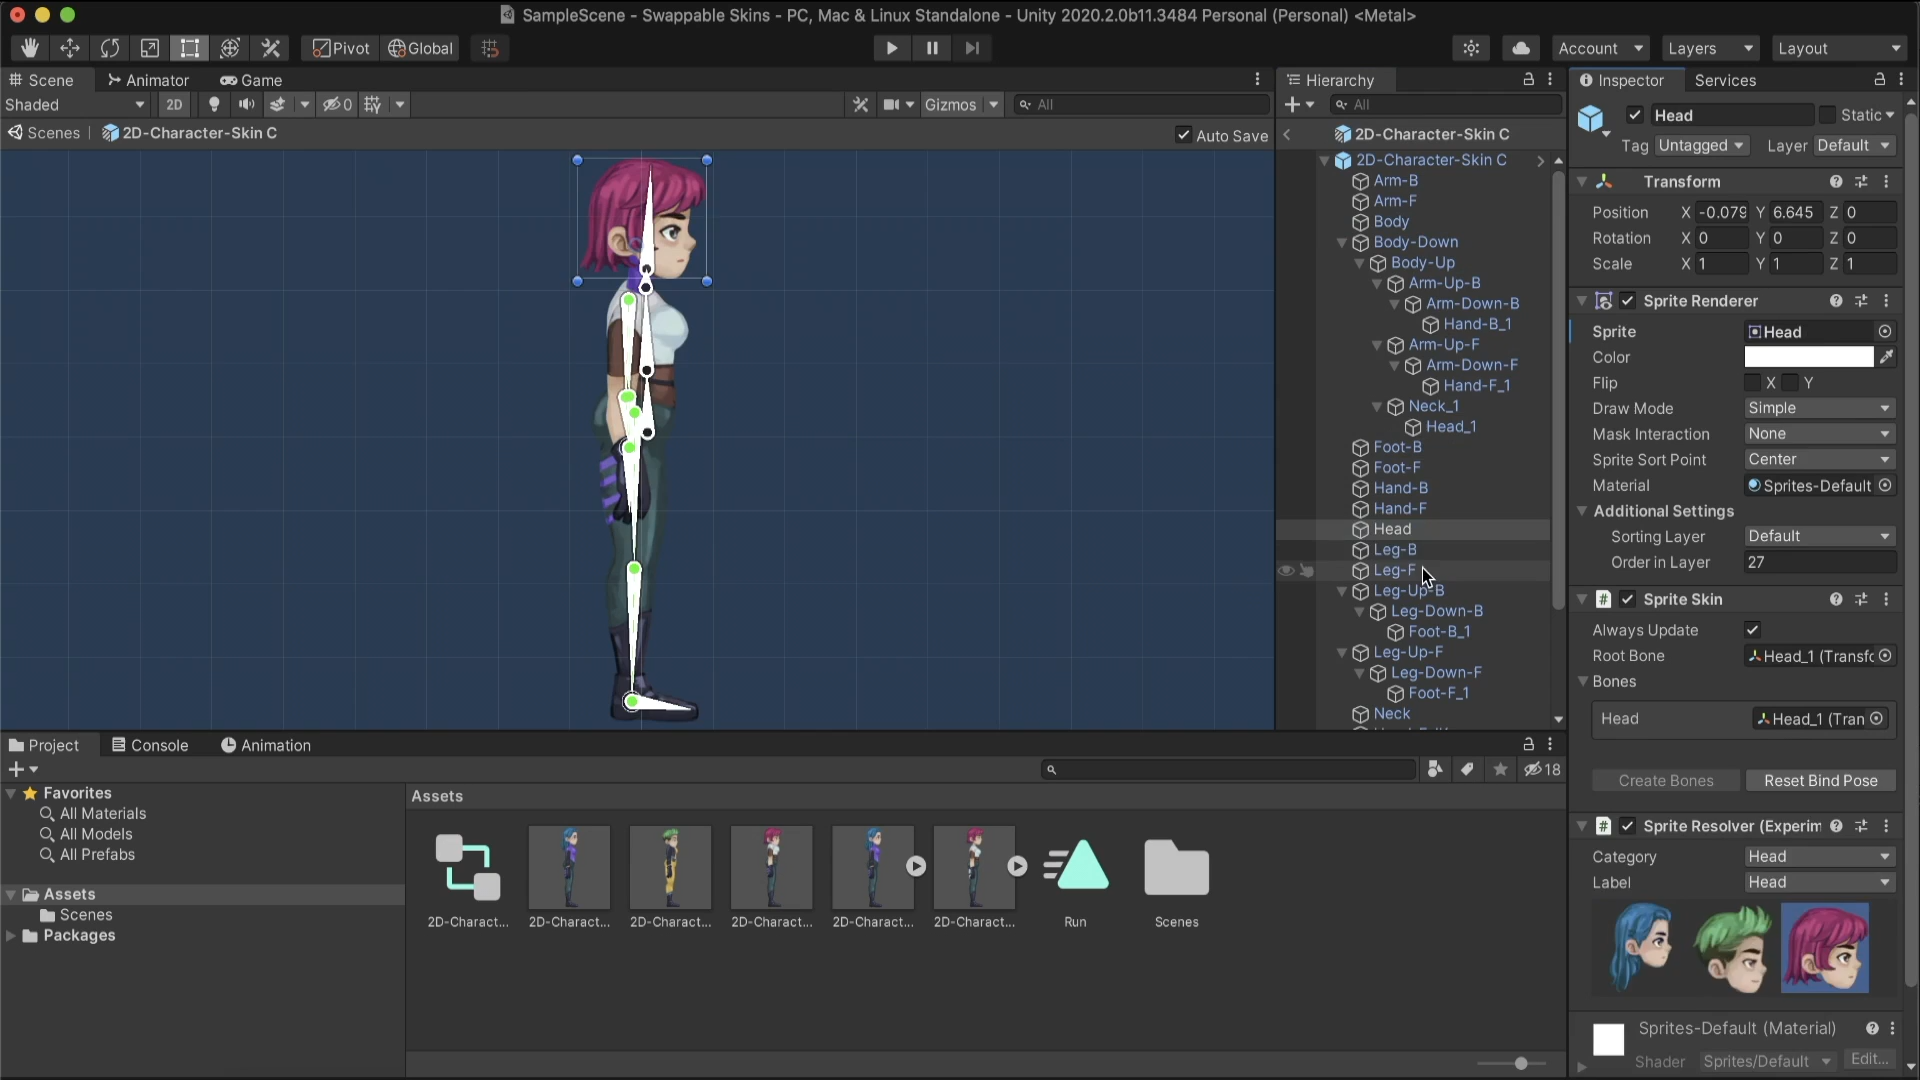 SampleScene - Swappable Skins - PC, Mac & Linux Standalone - Unity 2020.2.0b11.3484 Personal (Personal) <Metal>
Pivot Global Account Layers Layout
Scene Animator Game
Shaded 2D 0 Gizmos All
Scenes 2D-Character-Skin C Auto Save
Hierarchy
All
2D-Character-Skin C
2D-Character-Skin C
Arm-B
Arm-F
Body
Body-Down
Body-Up
Arm-Up-B
Arm-Down-B
Hand-B_1
Arm-Up-F
Arm-Down-F
Hand-F_1
Neck_1
Head_1
Foot-B
Foot-F
Hand-B
Hand-F
Head
Leg-B
Leg-F
Leg-Up-B
Leg-Down-B
Foot-B_1
Leg-Up-F
Leg-Down-F
Foot-F_1
Neck
Inspector Services
Head Static
Tag Untagged Layer Default
Transform
Position X -0.079 Y 6.645 Z 0
Rotation X 0 Y 0 Z 0
Scale X 1 Y 1 Z 1
Sprite Renderer
Sprite Head
Color
Flip X Y
Draw Mode Simple
Mask Interaction None
Sprite Sort Point Center
Material Sprites-Default
Additional Settings
Sorting Layer Default
Order in Layer 27
# Sprite Skin
Always Update
Root Bone Head_1 (Transfo
Bones
Head Head_1 (Tran
Create Bones Reset Bind Pose
# Sprite Resolver (Experim
Category Head
Label Head
Sprites-Default (Material)
Shader Sprites/Default Edit...
Project Console Animation
18
Favorites
All Materials
All Models
All Prefabs
Assets
Scenes
Packages
Assets
2D-Charact... 2D-Charact... 2D-Charact... 2D-Charact... 2D-Charact... 2D-Charact... Run Scenes